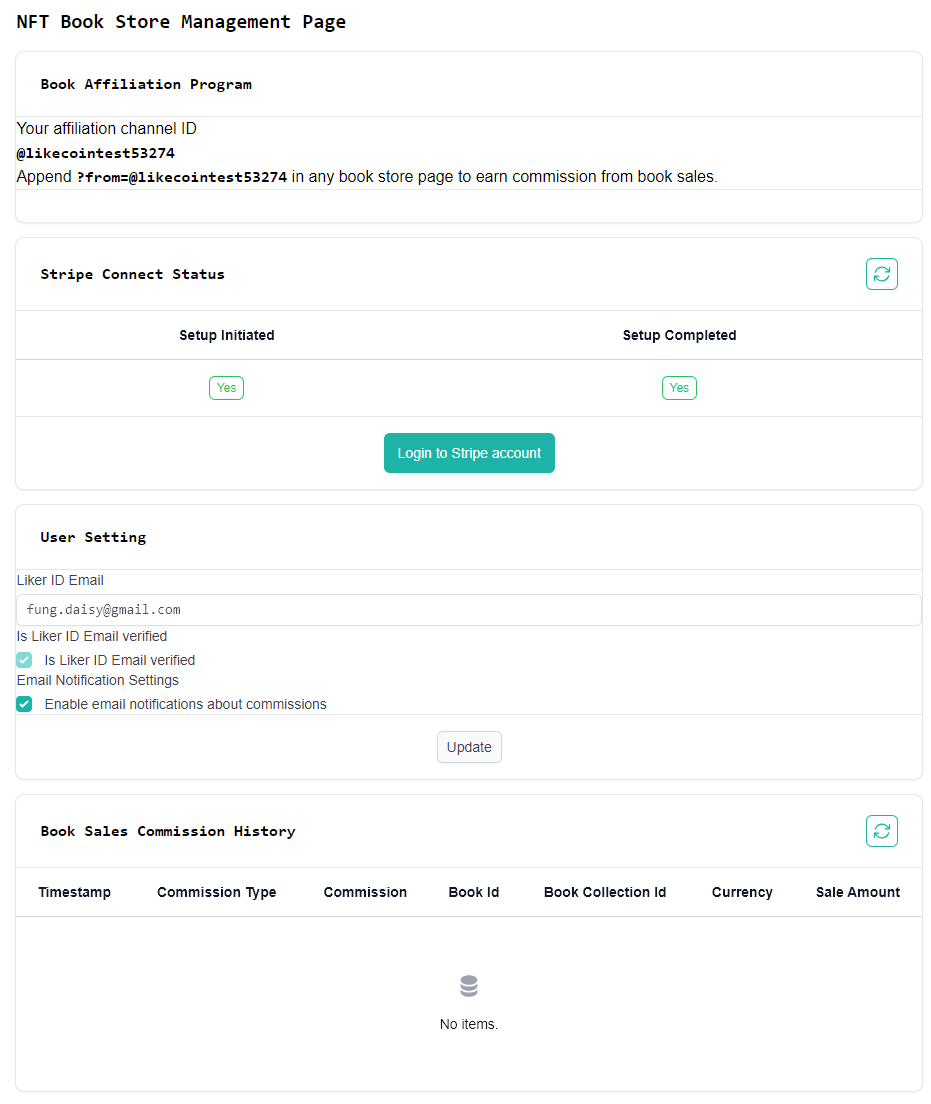 NFT Book Store Management Page
Book Affiliation Program
Your affiliation channel ID
@likecointest53274
Append ?from=@likecointest53274 in any book store page to earn commission from book sales.
Stripe Connect Status
Setup Initiated Setup Completed
Yes Yes
Login to Stripe account
User Setting
Liker ID Email
fung.daisy@gmail.com
Is Liker ID Email verified
Is Liker ID Email verified
Email Notification Settings
Enable email notifications about commissions
Update
Book Sales Commission History
Timestamp Commission Type Commission Book Id Book Collection Id Currency Sale Amount
No items.